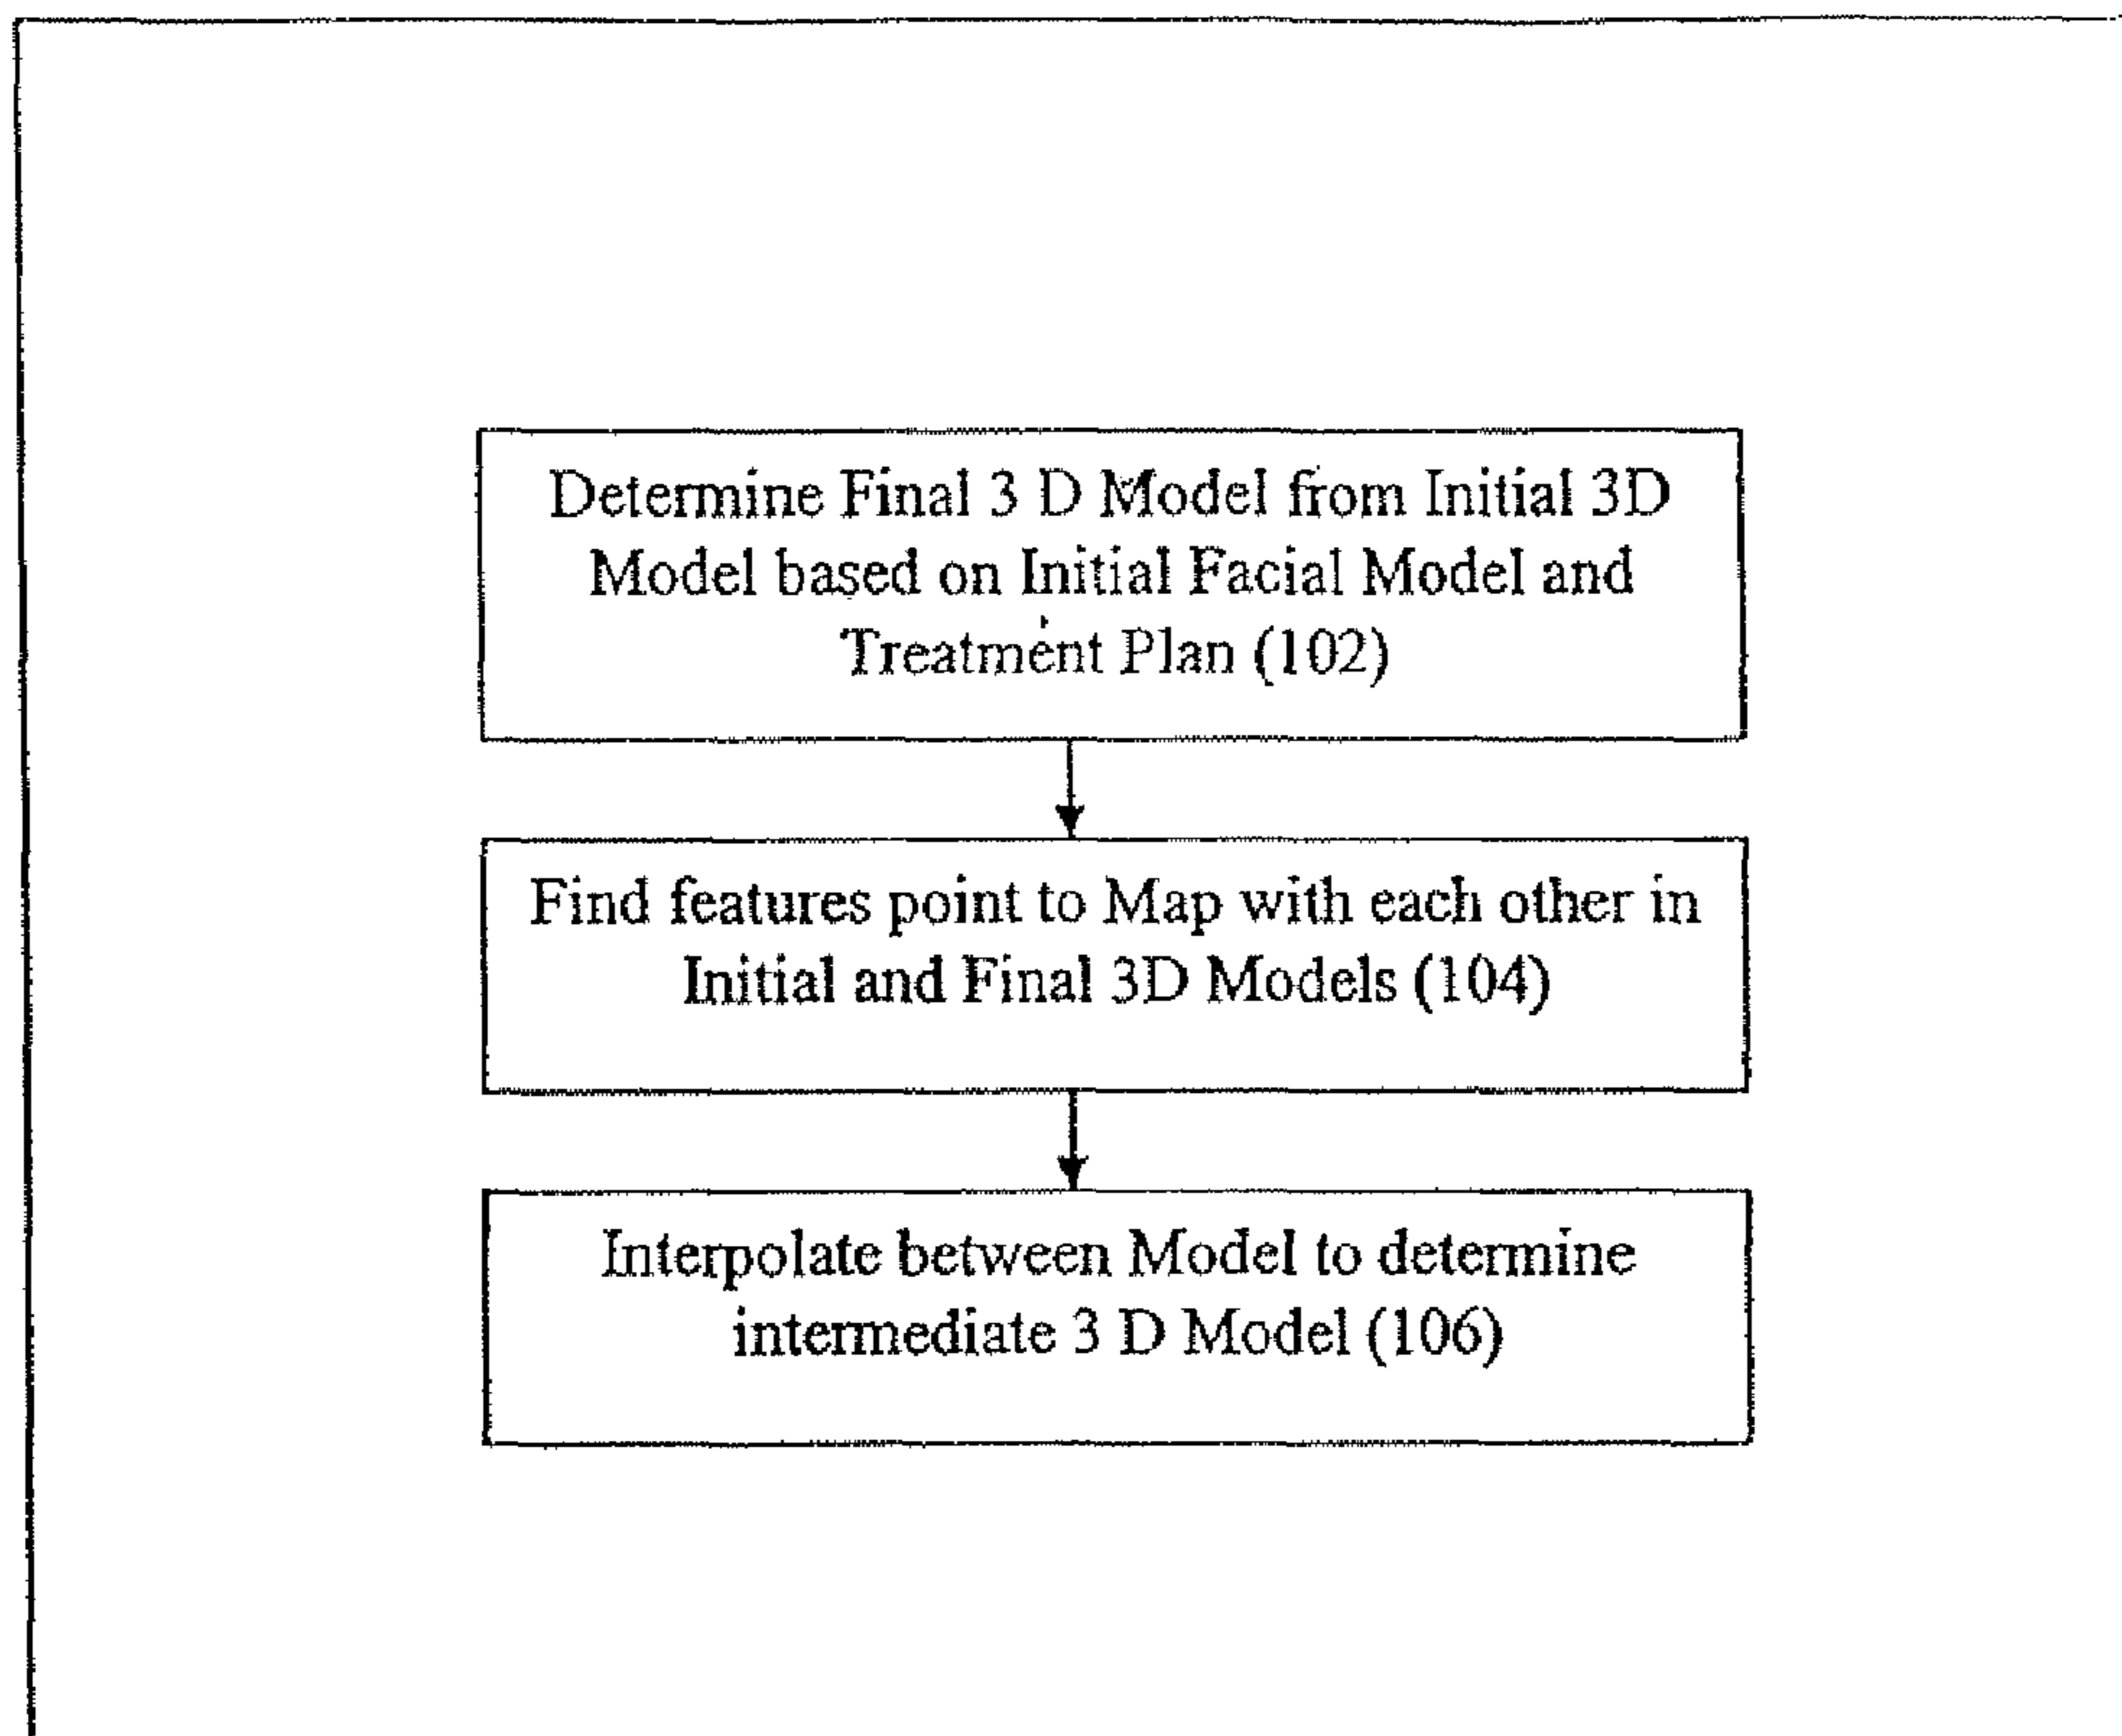 Determine Final 3 D Model from Initial 3D
Model based on Initial Facial Model and
Treatment Plan (102)
Find features point to Map with each other in
Initial and Final 3D Models (104)
Interpolate between Model to determine
intermediate 3 D Model (106)